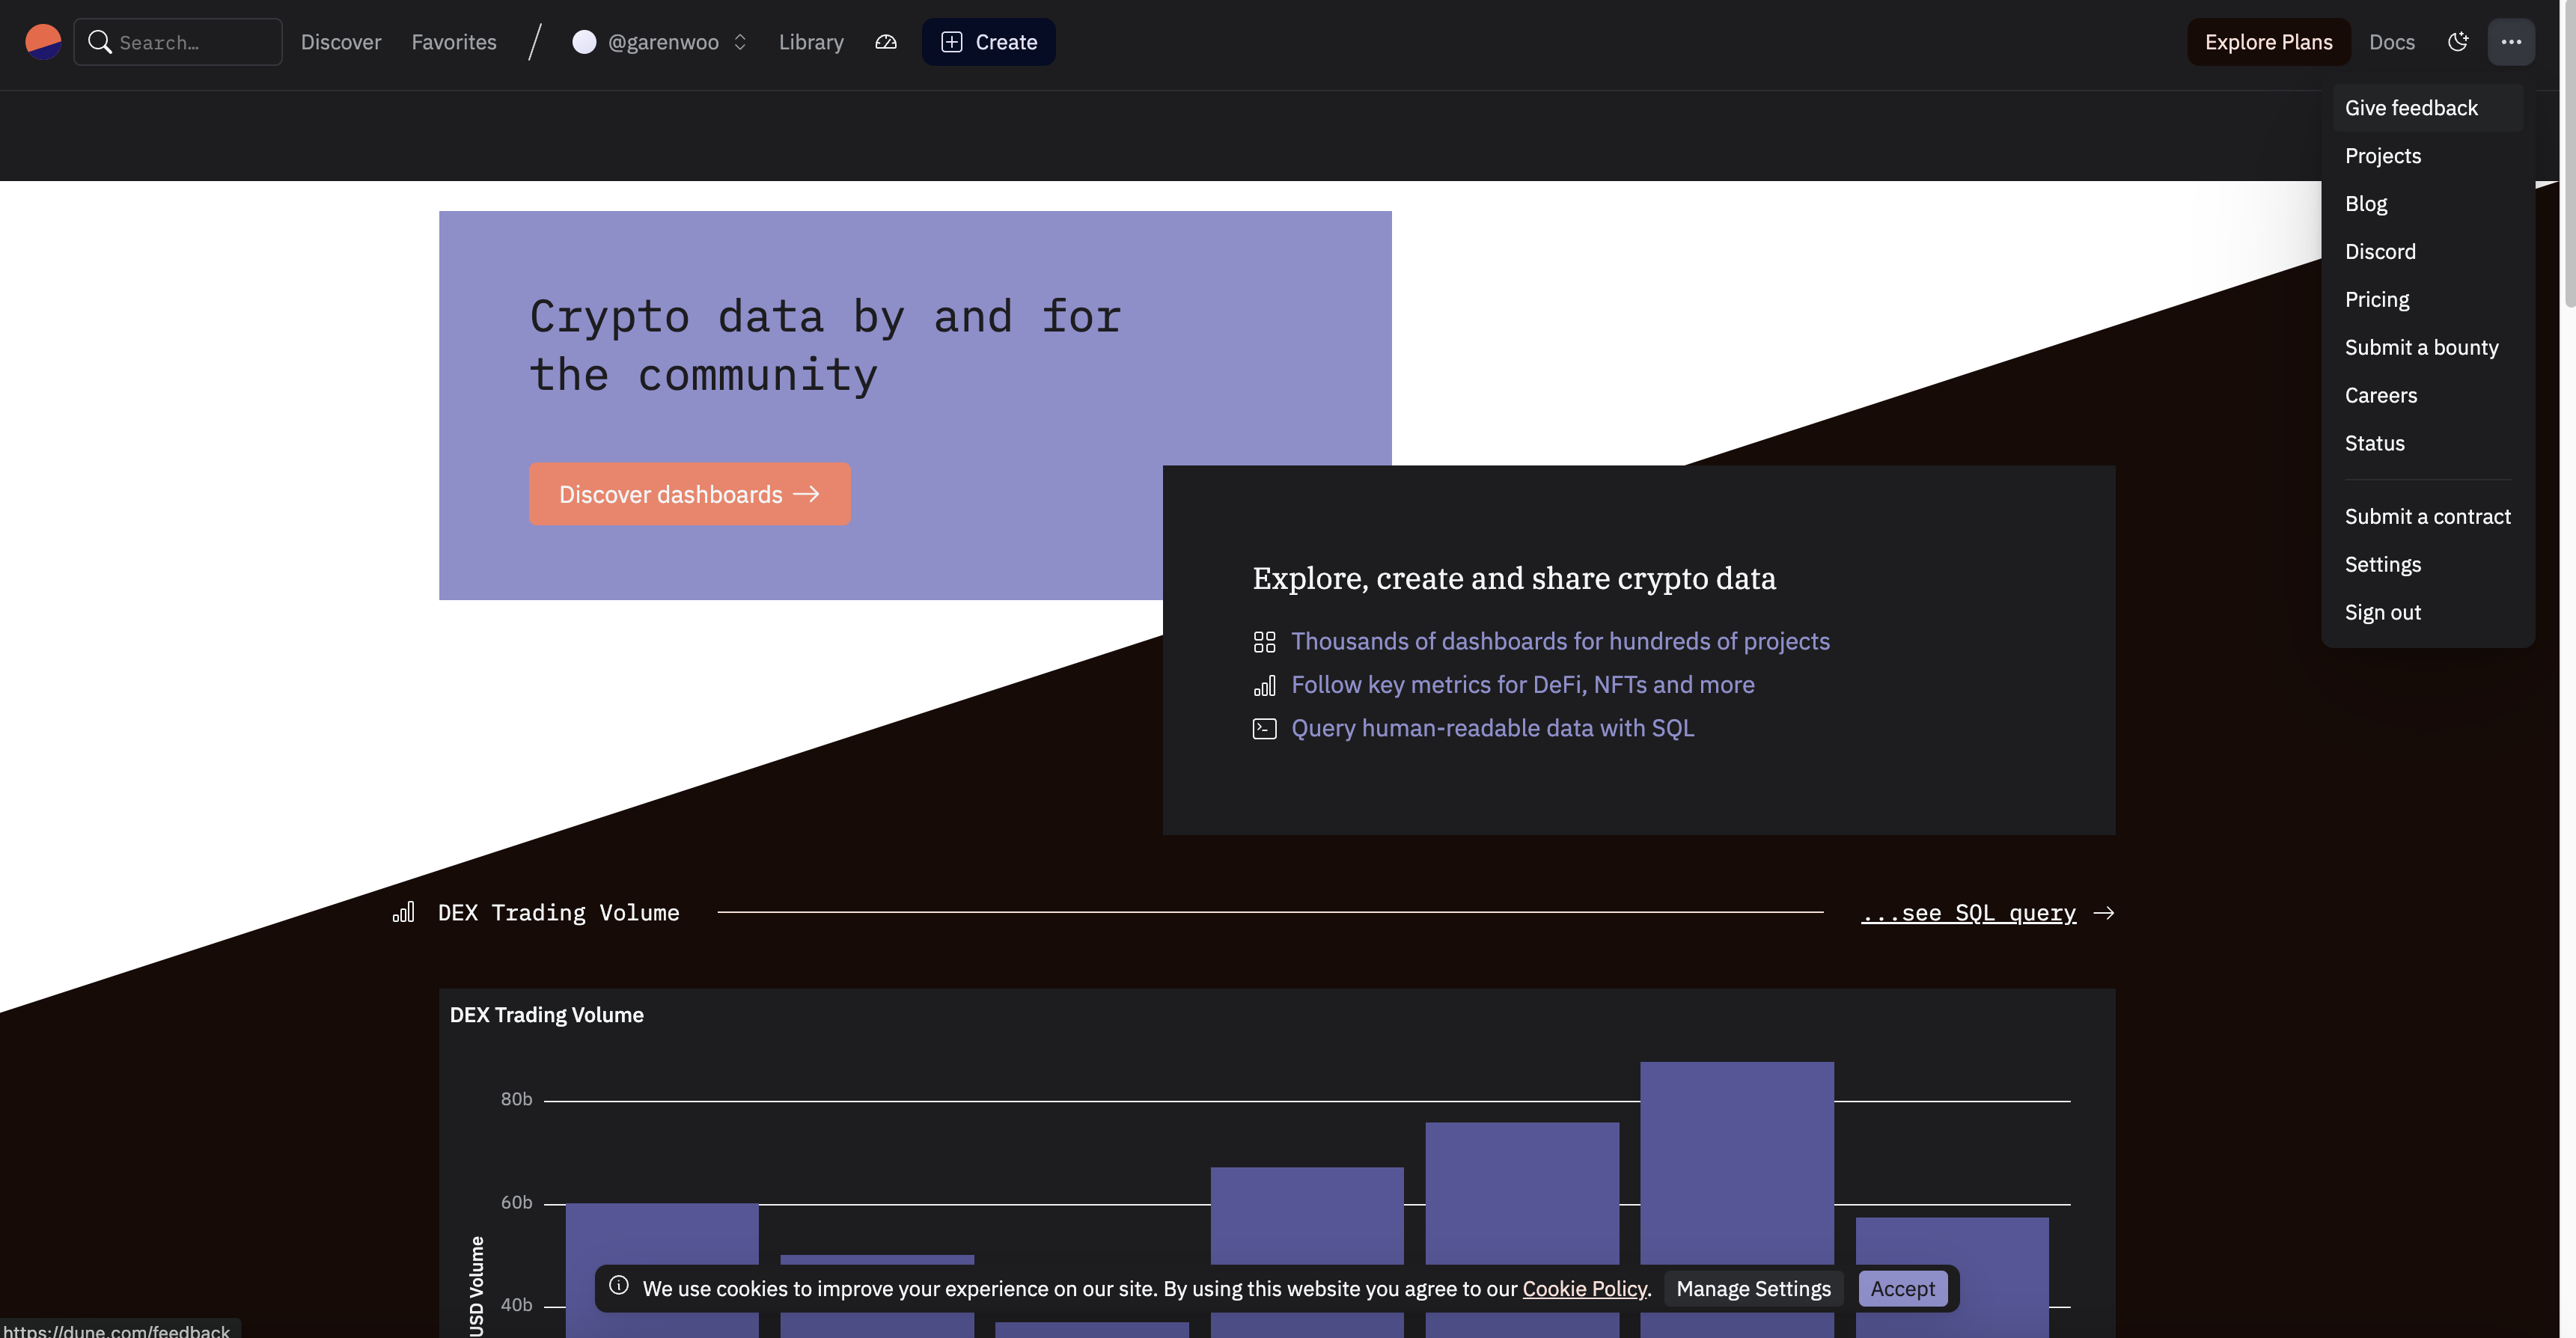 Search...
Discover
Favorites
@garenwoo
Library
Create
Explore Plans
Docs
Give feedback
Projects
Blog
Discord
Pricing
Submit a bounty
Careers
Status
Submit a contract
Settings
Sign out
Crypto data by and for
the community
Discover dashboards
Explore, create and share crypto data
Thousands of dashboards for hundreds of projects
Follow key metrics for DeFi, NFTs and more
Query human-readable data with SQL
DEX Trading Volume
...see SQL query
DEX Trading Volume
80b
60b
40b
USD Volume
We use cookies to improve your experience on our site. By using this website you agree to our Cookie Policy.
Manage Settings
Accept
https://dune.com/feedback